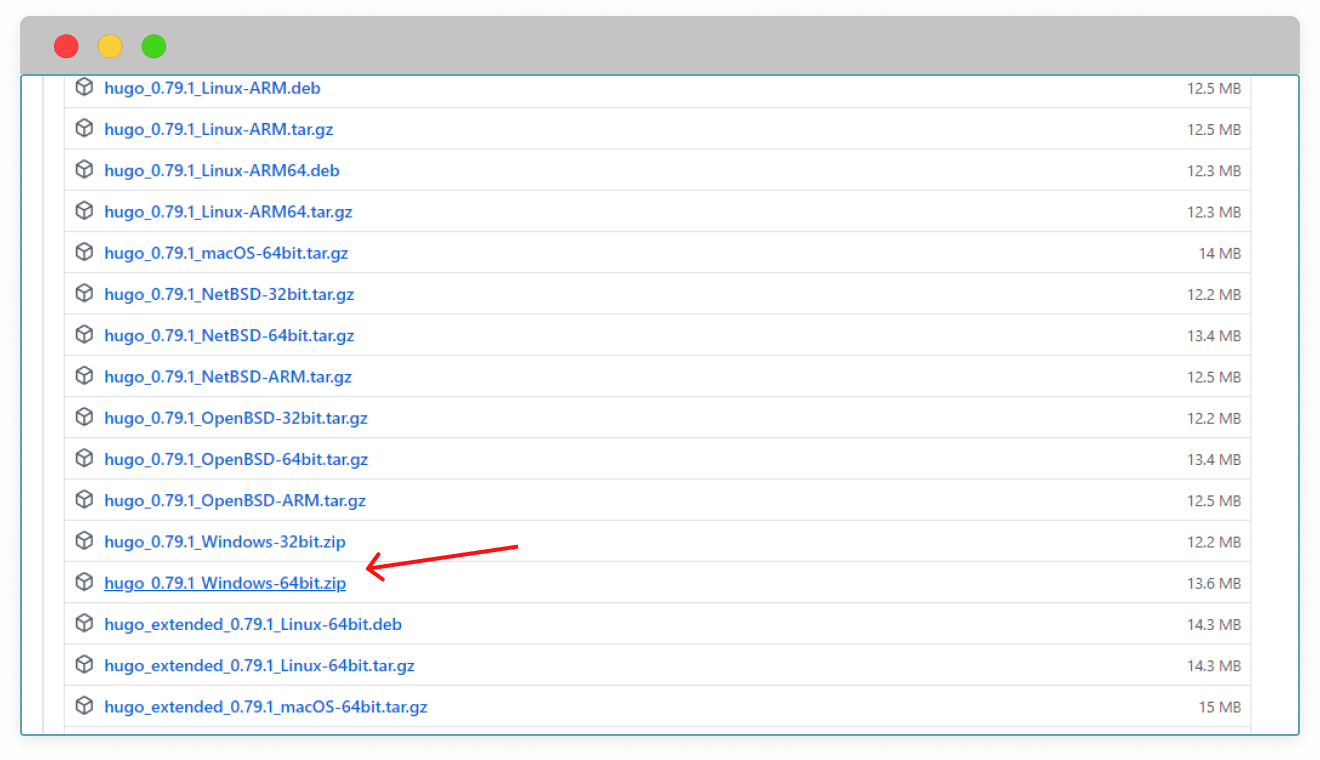 hugo_0.79.1_Linux-ARM.deb 12.5 MB
hugo_0.79.1_Linux-ARM.tar.gz 12.5 MB
hugo_0.79.1_Linux-ARM64.deb 12.3 MB
hugo_0.79.1_Linux-ARM64.tar.gz 12.3 MB
hugo_0.79.1_macOS-64bit.tar.gz 14 MB
hugo_0.79.1_NetBSD-32bit.tar.gz 12.2 MB
hugo_0.79.1_NetBSD-64bit.tar.gz 13.4 MB
hugo_0.79.1_NetBSD-ARM.tar.gz 12.5 MB
hugo_0.79.1_OpenBSD-32bit.tar.gz 12.2 MB
hugo_0.79.1_OpenBSD-64bit.tar.gz 13.4 MB
hugo_0.79.1_OpenBSD-ARM.tar.gz 12.5 MB
hugo_0.79.1_Windows-32bit.zip 12.2 MB
hugo_0.79.1_Windows-64bit.zip 13.6 MB
hugo_extended_0.79.1_Linux-64bit.deb 14.3 MB
hugo_extended_0.79.1_Linux-64bit.tar.gz 14.3 MB
hugo_extended_0.79.1_macOS-64bit.tar.gz 15 MB